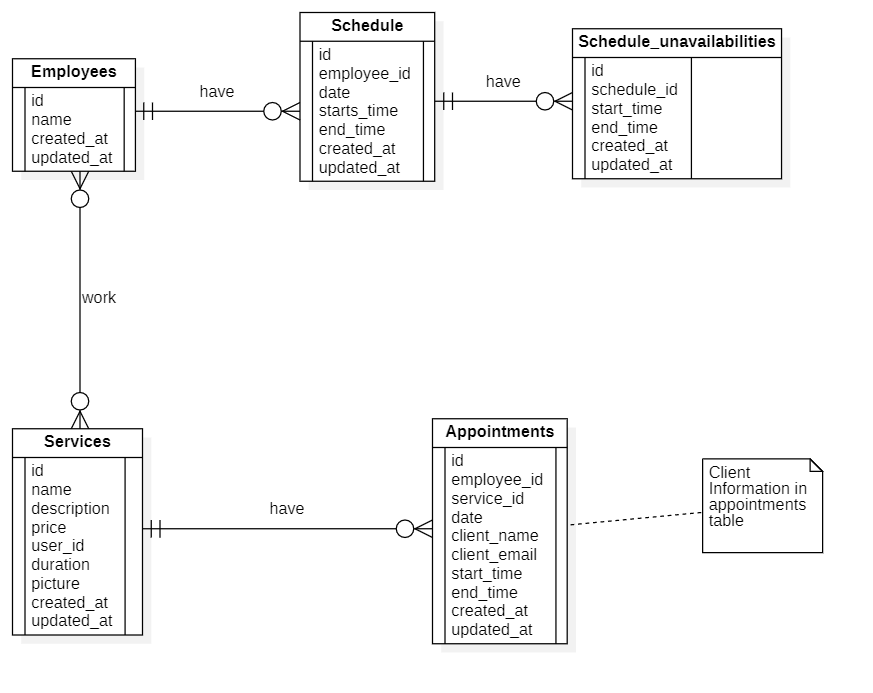 Employees
id
name
created_at
updated_at
have
Schedule
id
employee_id
date
starts_time
end_time
created_at
updated_at
have
Schedule_unavailabilities
id
schedule_id
start_time
end_time
created_at
updated_at
work
Services
id
name
description
price
user_id
duration
picture
created_at
updated_at
have
Appointments
id
employee_id
service_id
date
client_name
client_email
start_time
end_time
created_at
updated_at
Client
Information in
appointments
table